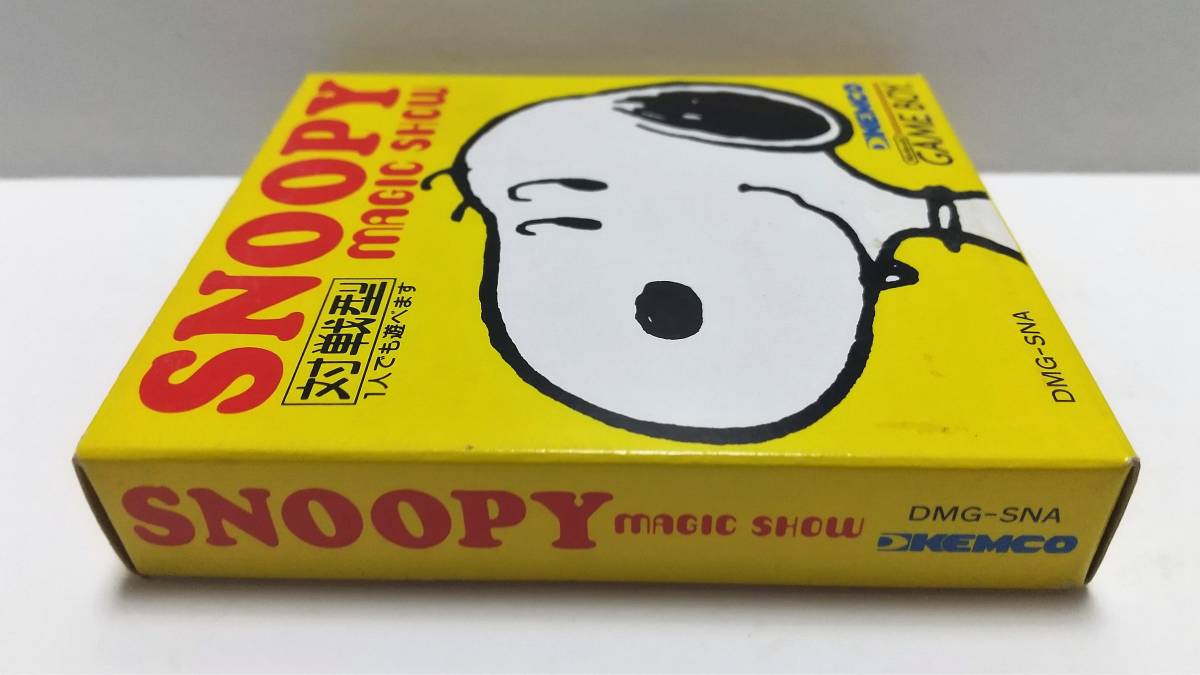 SNOOPY
MAGIC SHOW
対戦型
1人でも遊べます
KEMCO
Nintendo
GAME BOY
DMG-SNA
SNOOPY MAGIC SHOW
DMG-SNA
KEMCO